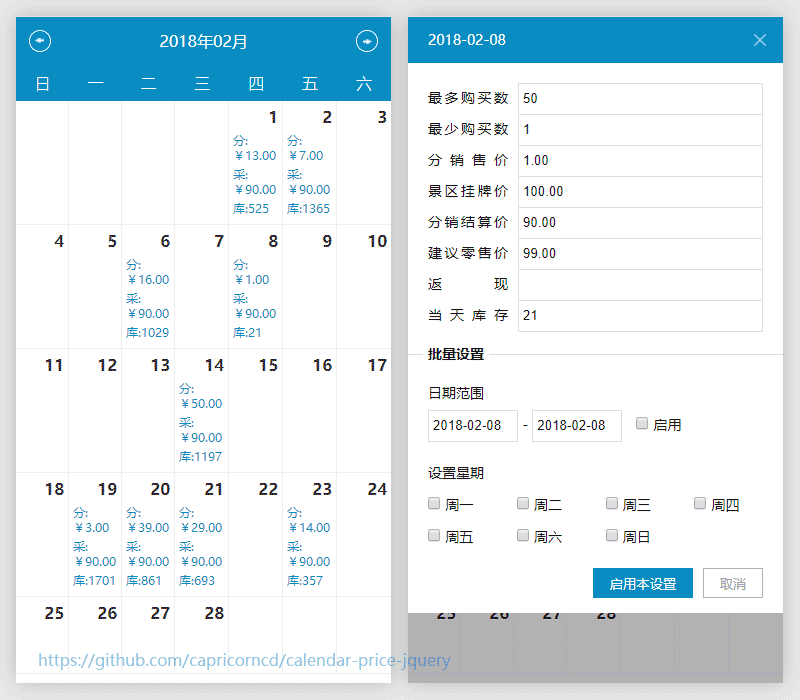 2018年02月
日 一 二 三 四 五 六
1 2 3
分: 分:
￥13.00 ￥7.00
采: 采:
￥90.00 ￥90.00
库:525 库:1365
4 5 6 7 8 9 10
分: 分:
￥16.00 ￥1.00
采: 采:
￥90.00 ￥90.00
库:1029 库:21
11 12 13 14 15 16 17
分:
￥50.00
采:
￥90.00
库:1197
18 19 20 21 22 23 24
分: 分: 分: 分:
￥3.00 ￥39.00 ￥29.00 ￥14.00
采: 采: 采: 采:
￥90.00 ￥90.00 ￥90.00 ￥90.00
库:1701 库:861 库:693 库:357
25 26 27 28
https://github.com/capricorncd/calendar-price-jquery
2018-02-08
最多购买数 50
最少购买数 1
分销售价 1.00
景区挂牌价 100.00
分销结算价 90.00
建议零售价 99.00
返现
当天库存 21
批量设置
日期范围
2018-02-08 - 2018-02-08 启用
设置星期
周一 周二 周三 周四
周五 周六 周日
启用本设置 取消
25 26 27 28